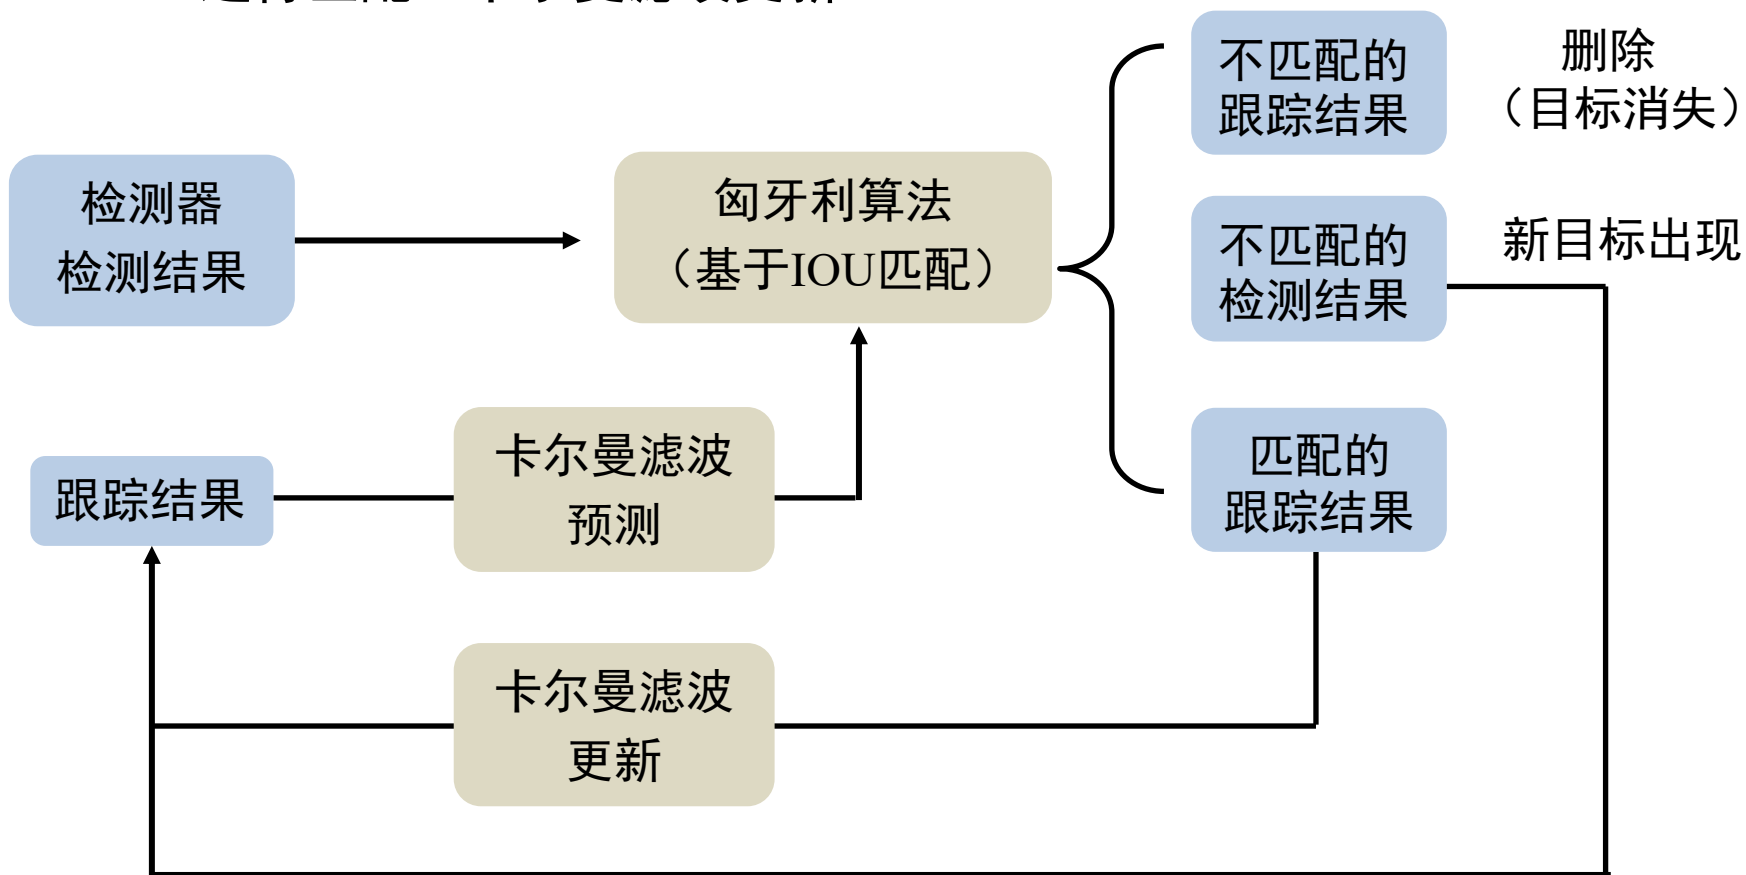 检测器
检测结果
匈牙利算法
（基于IOU匹配）
不匹配的
跟踪结果
删除
（目标消失）
不匹配的
检测结果
新目标出现
跟踪结果
卡尔曼滤波
预测
匹配的
跟踪结果
卡尔曼滤波
更新